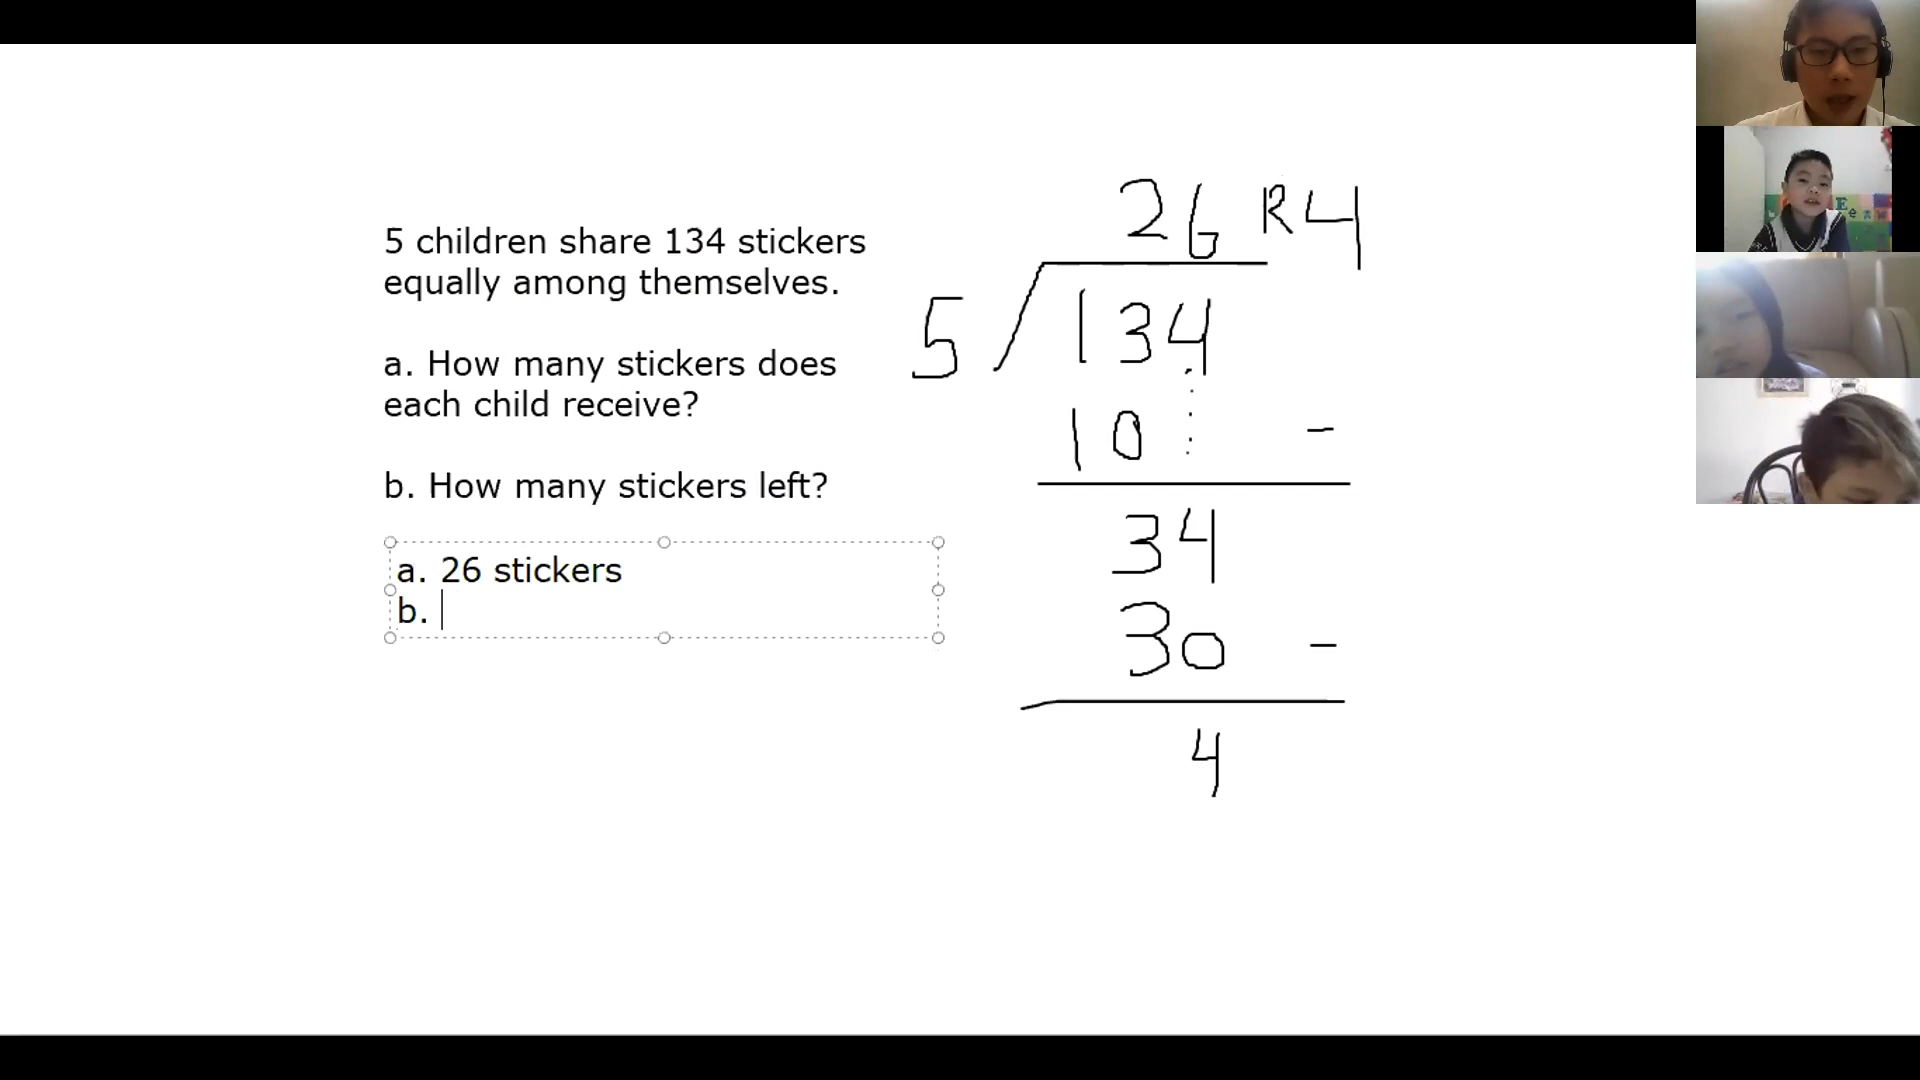 5 children share 134 stickers
equally among themselves.
a. How many stickers does
each child receive?
b. How many stickers left?
a. 26 stickers
b.
26 R4
5 134
10 -
34
30 -
4